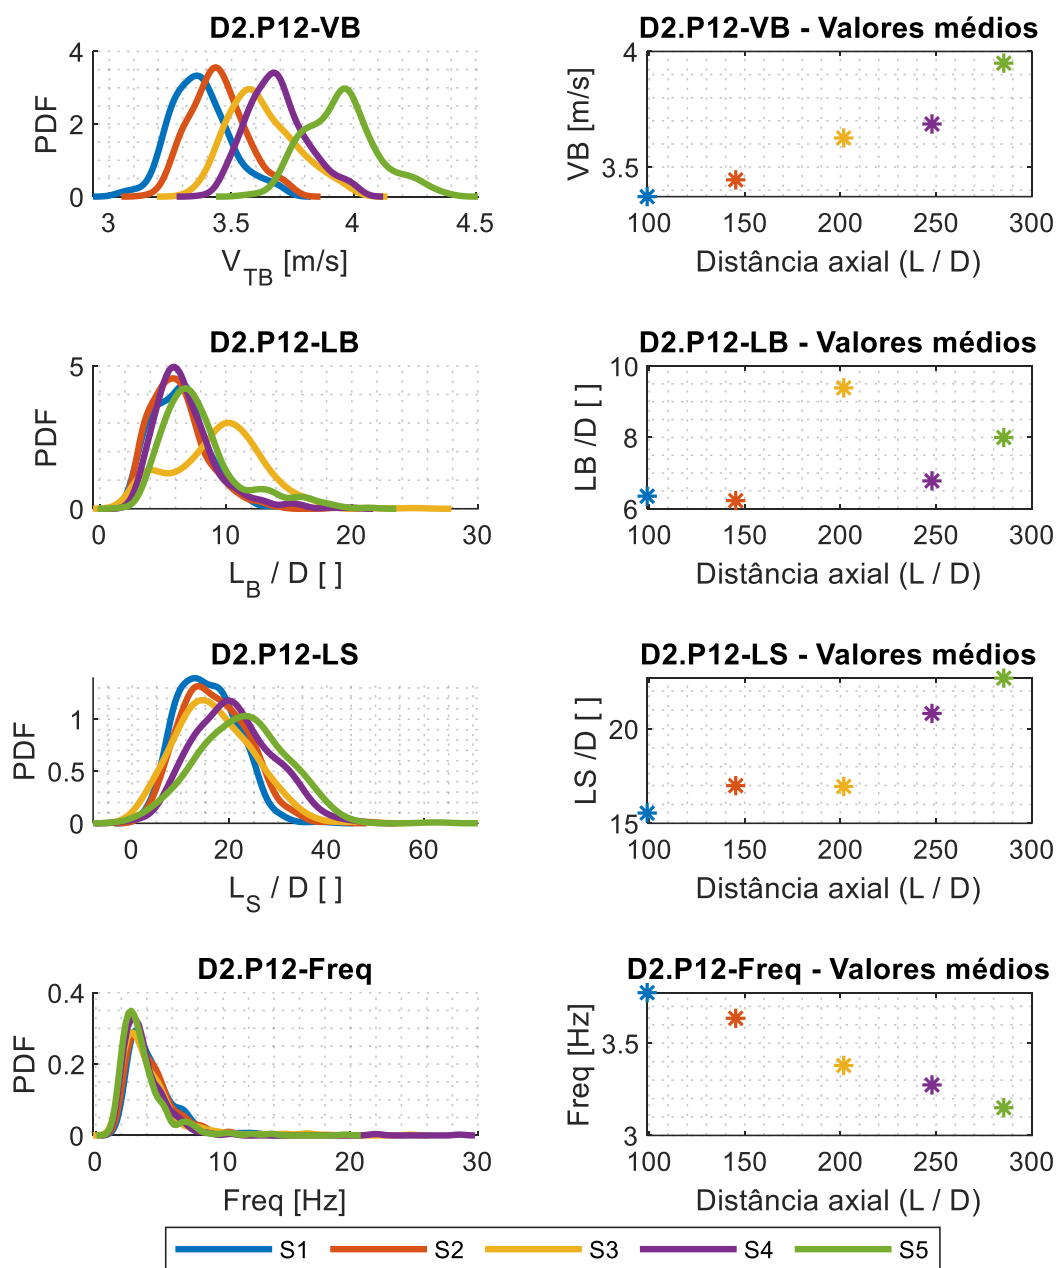 D2.P12-VB
PDF
4
2
0
3
3.5
4
4.5
V_TB [m/s]
D2.P12-VB - Valores médios
VB [m/s]
4
3.5
100
150
200
250
300
Distância axial (L / D)
D2.P12-LB
PDF
5
0
0
10
20
30
L_B / D [ ]
D2.P12-LB - Valores médios
LB /D [ ]
10
8
6
100
150
200
250
300
Distância axial (L / D)
D2.P12-LS
PDF
1
0.5
0
0
20
40
60
L_S / D [ ]
D2.P12-LS - Valores médios
LS /D [ ]
20
15
100
150
200
250
300
Distância axial (L / D)
D2.P12-Freq
PDF
0.4
0.2
0
0
10
20
30
Freq [Hz]
D2.P12-Freq - Valores médios
Freq [Hz]
3.5
3
100
150
200
250
300
Distância axial (L / D)
S1
S2
S3
S4
S5